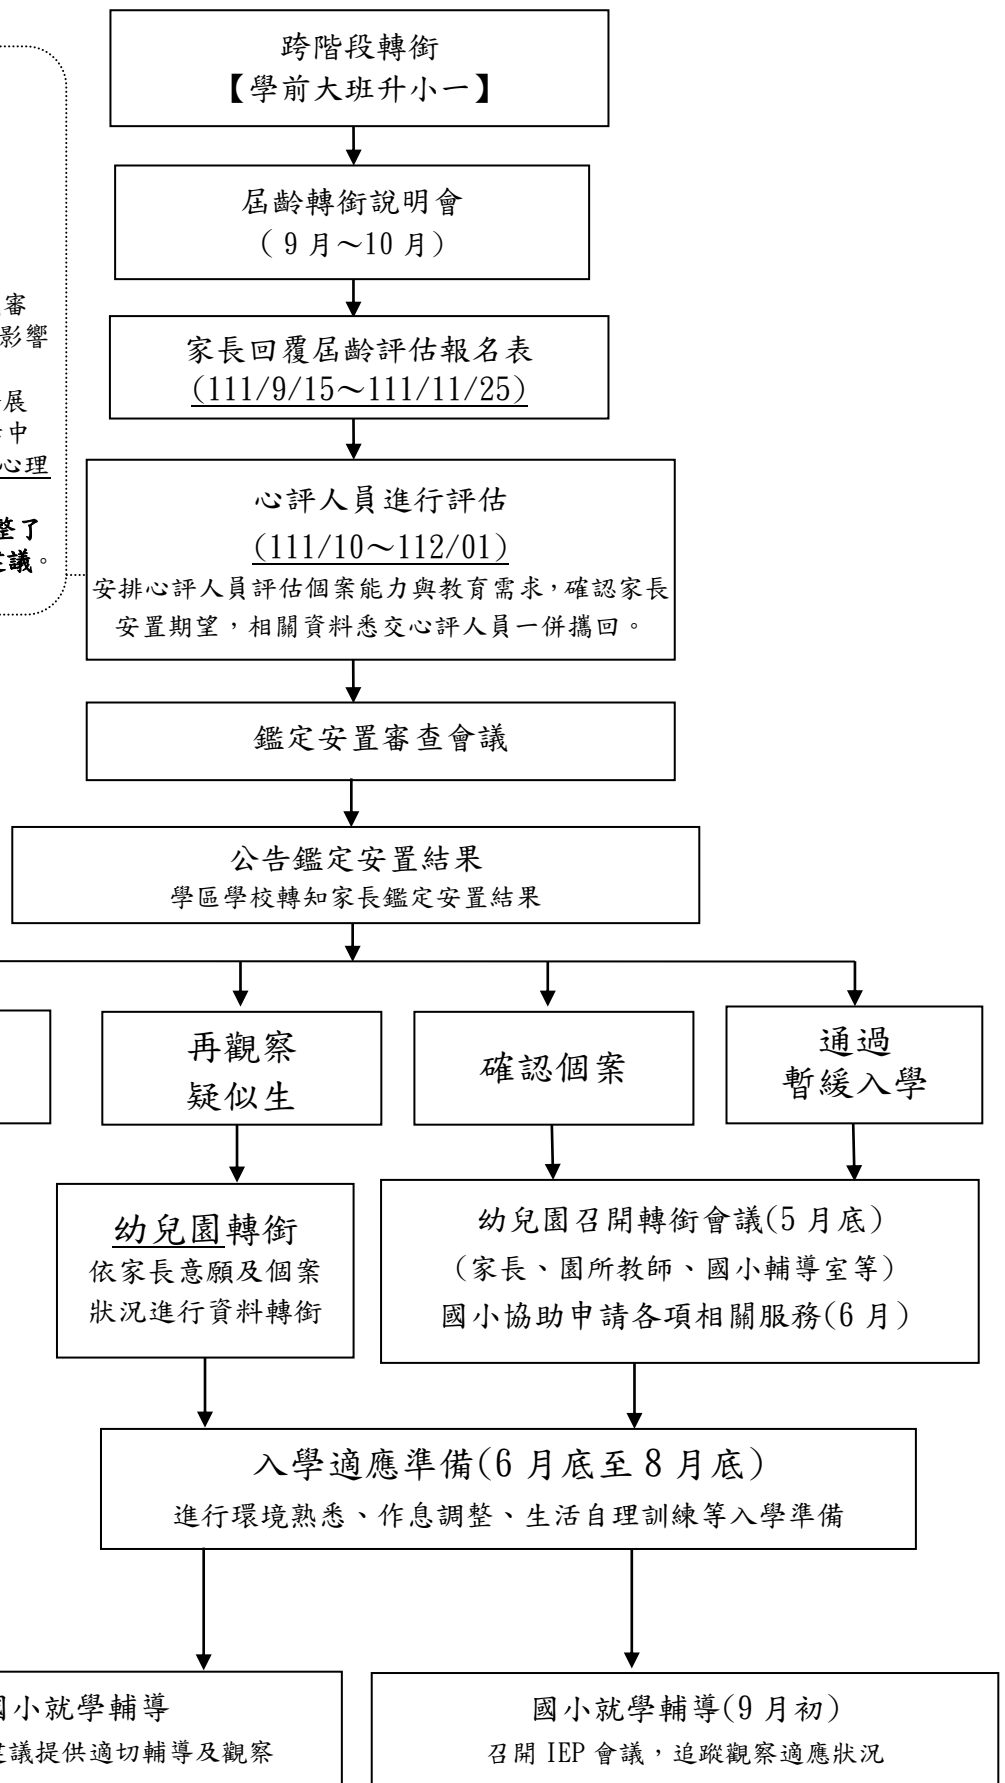 跨階段轉銜
【學前大班升小一】
屆齡轉銜說明會
( 9 月～10 月)
家長回覆屆齡評估報名表
(111/9/15～111/11/25)
審
影響
展
中
心理
整了
議。
心評人員進行評估
(111/10～112/01)
安排心評人員評估個案能力與教育需求，確認家長
安置期望，相關資料悉交心評人員一併攜回。
鑑定安置審查會議
公告鑑定安置結果
學區學校轉知家長鑑定安置結果
再觀察
疑似生
確認個案
通過
暫緩入學
幼兒園轉銜
依家長意願及個案
狀況進行資料轉銜
幼兒園召開轉銜會議(5 月底)
(家長、園所教師、國小輔導室等)
國小協助申請各項相關服務(6 月)
入學適應準備(6 月底至 8 月底)
進行環境熟悉、作息調整、生活自理訓練等入學準備
小就學輔導
議提供適切輔導及觀察
國小就學輔導(9 月初)
召開 IEP 會議，追蹤觀察適應狀況